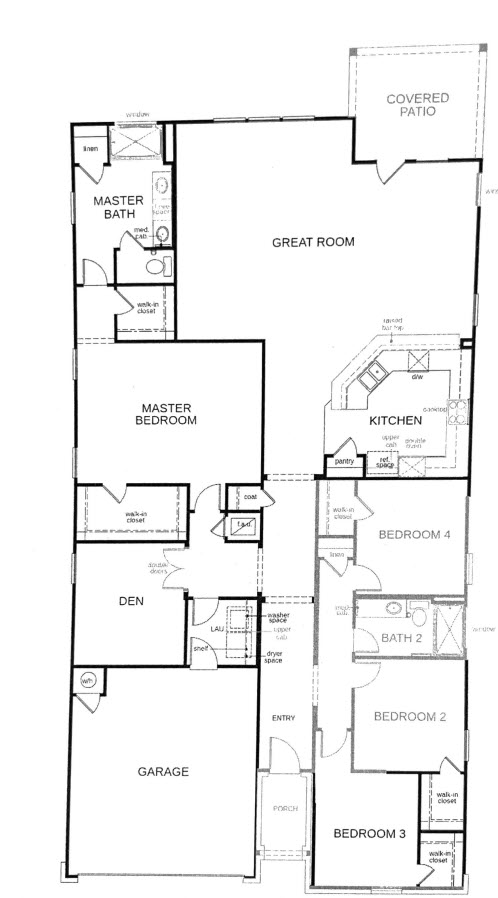 COVERED
PATIO
window
linen
MASTER
BATH
med.
cab.
GREAT ROOM
walk-in
closet
raised
bar top
d/w
cooktop
MASTER
BEDROOM
KITCHEN
upper
cab
double
oven
pantry
ref.
space
coat
walk-in
closet
f.a.u.
walk-in
closet
BEDROOM 4
linen
double
doors
DEN
med.
cab.
BATH 2
window
washer
space
LAU
upper
cab
shelf
dryer
space
w/h
ENTRY
BEDROOM 2
GARAGE
PORCH
walk-in
closet
BEDROOM 3
walk-in
closet